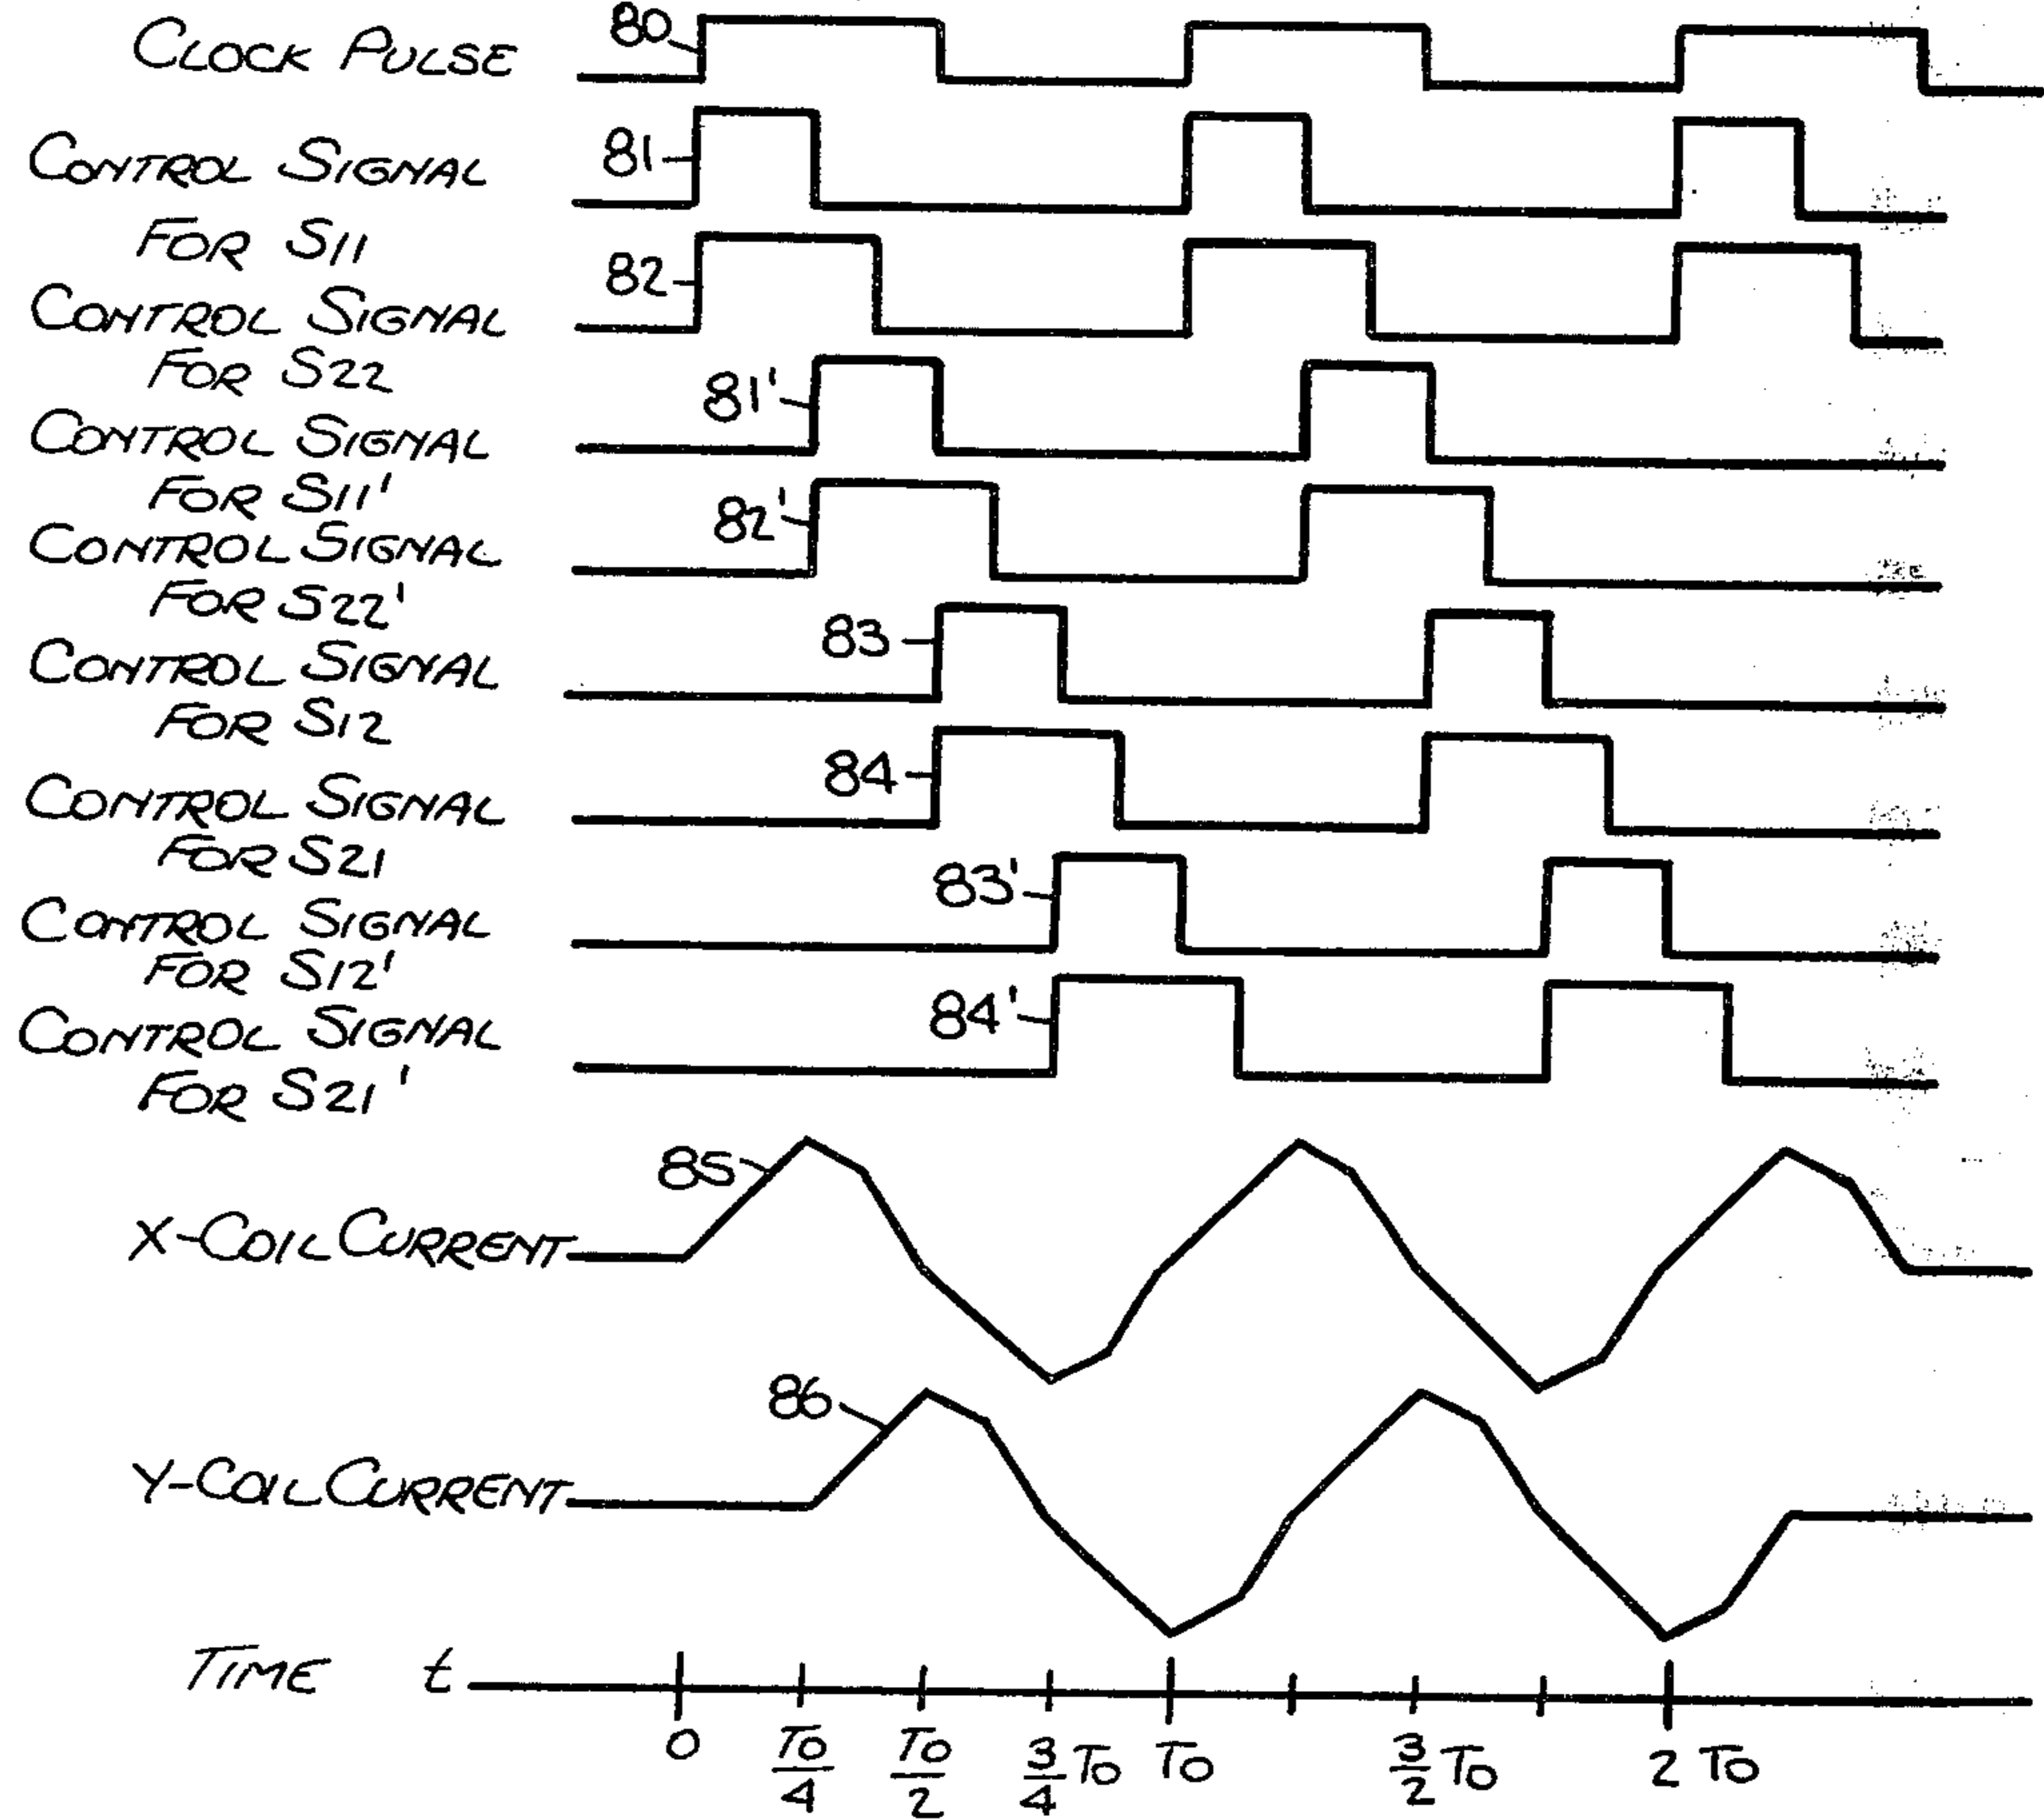 CLOCK PULSE 80
CONTROL SIGNAL 81
FOR S11
82
CONTROL SIGNAL
FOR S22
81'
CONTROL SIGNAL
FOR S11'
82'
CONTROL SIGNAL
FOR S22'
83
CONTROL SIGNAL
FOR S12
84
CONTROL SIGNAL
FOR S21
83'
CONTROL SIGNAL
FOR S12'
84'
CONTROL SIGNAL
FOR S21'
85
X-COIL CURRENT
86
Y-COIL CURRENT
TIME t
0 To/4 To/2 3/4 To To 3/2 To 2 To